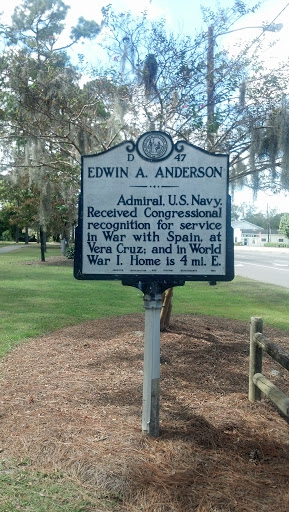 D 47
EDWIN A. ANDERSON
Admiral, U.S. Navy.
Received Congressional
recognition for service
in War with Spain, at
Vera Cruz; and in World
War I. Home is 4 mi. E.